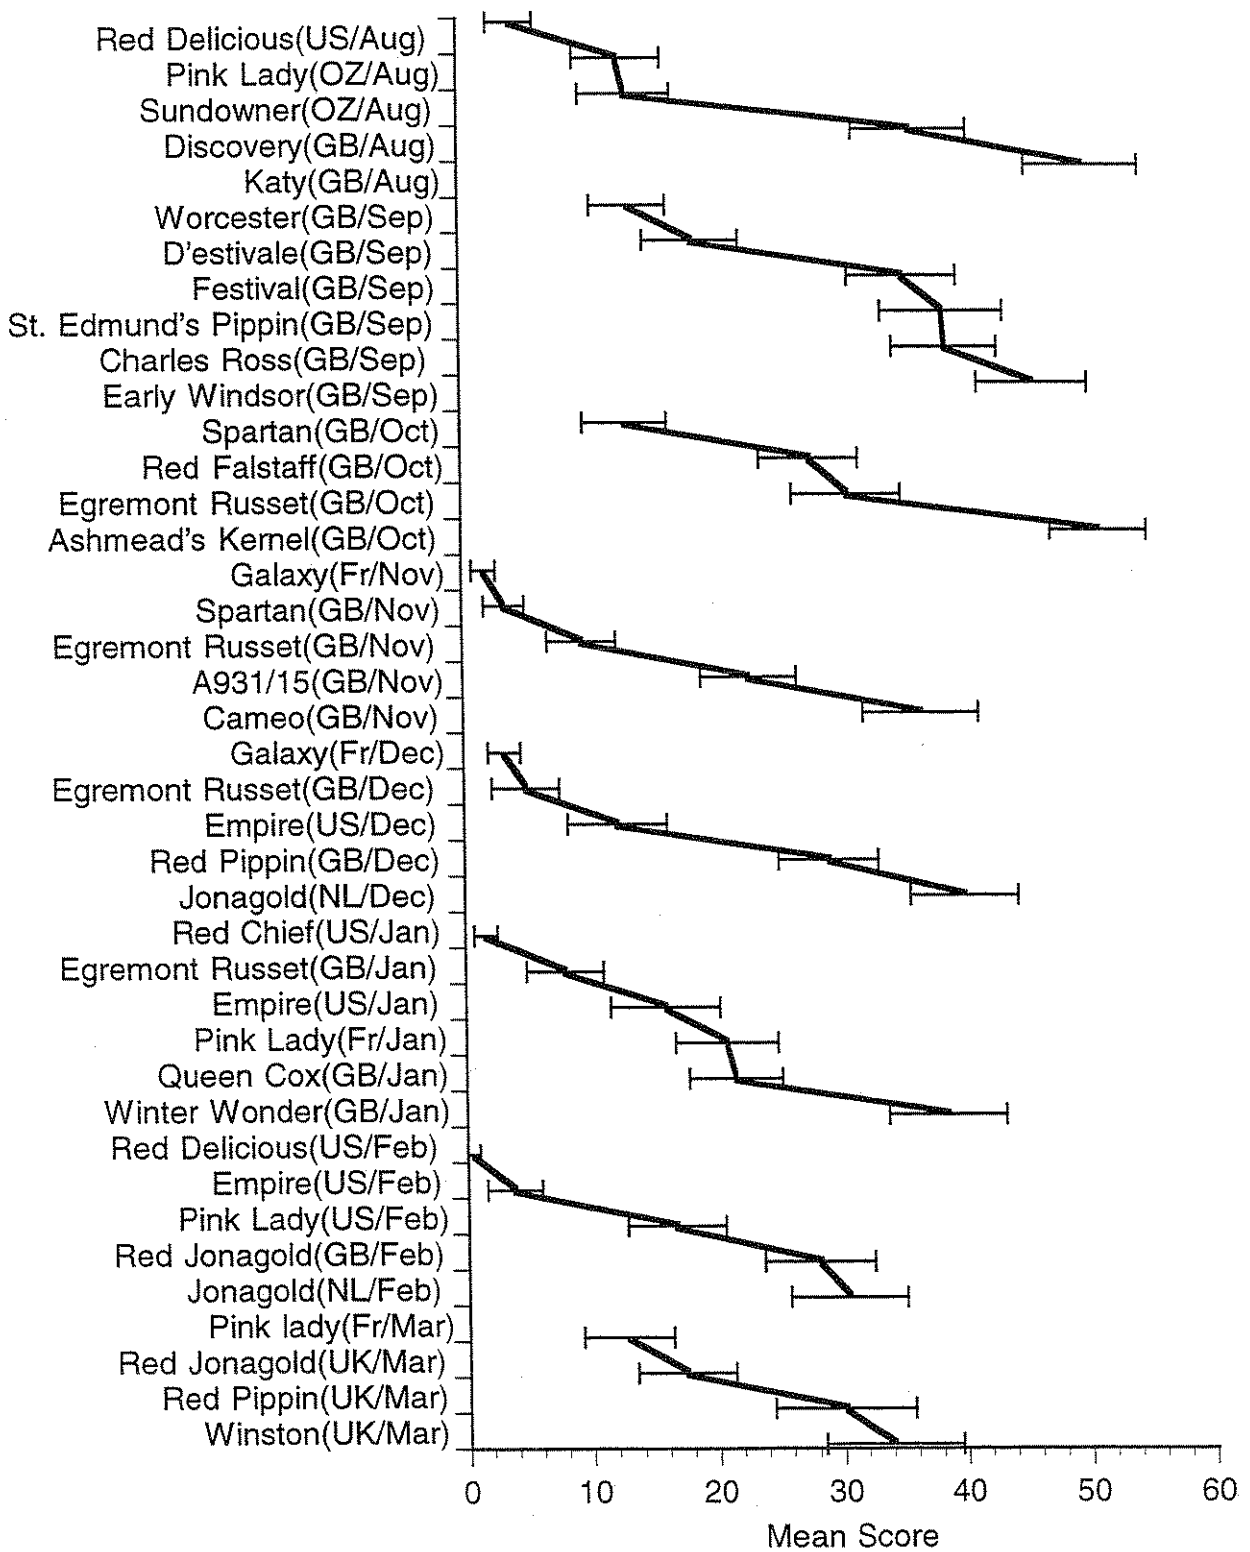 Red Delicious(US/Aug)
Pink Lady(OZ/Aug)
Sundowner(OZ/Aug)
Discovery(GB/Aug)
Katy(GB/Aug)
Worcester(GB/Sep)
D'estivale(GB/Sep)
Festival(GB/Sep)
St. Edmund's Pippin(GB/Sep)
Charles Ross(GB/Sep)
Early Windsor(GB/Sep)
Spartan(GB/Oct)
Red Falstaff(GB/Oct)
Egremont Russet(GB/Oct)
Ashmead's Kernel(GB/Oct)
Galaxy(Fr/Nov)
Spartan(GB/Nov)
Egremont Russet(GB/Nov)
A931/15(GB/Nov)
Cameo(GB/Nov)
Galaxy(Fr/Dec)
Egremont Russet(GB/Dec)
Empire(US/Dec)
Red Pippin(GB/Dec)
Jonagold(NL/Dec)
Red Chief(US/Jan)
Egremont Russet(GB/Jan)
Empire(US/Jan)
Pink Lady(Fr/Jan)
Queen Cox(GB/Jan)
Winter Wonder(GB/Jan)
Red Delicious(US/Feb)
Empire(US/Feb)
Pink Lady(US/Feb)
Red Jonagold(GB/Feb)
Jonagold(NL/Feb)
Pink lady(Fr/Mar)
Red Jonagold(UK/Mar)
Red Pippin(UK/Mar)
Winston(UK/Mar)
0 10 20 30 40 50 60
Mean Score